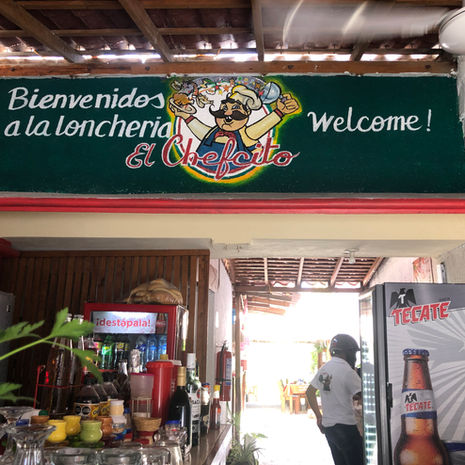 Bienvenidos
a la loncheria
El Chefcito
Welcome!
¡destápala!
TECATE
TECATE